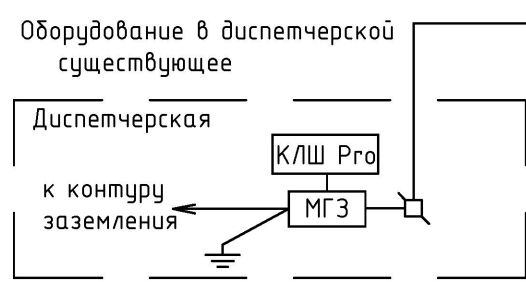 Оборудование в диспетчерской
существующее
Диспетчерская
КЛШ Pro
к контуру
заземления
МГЗ